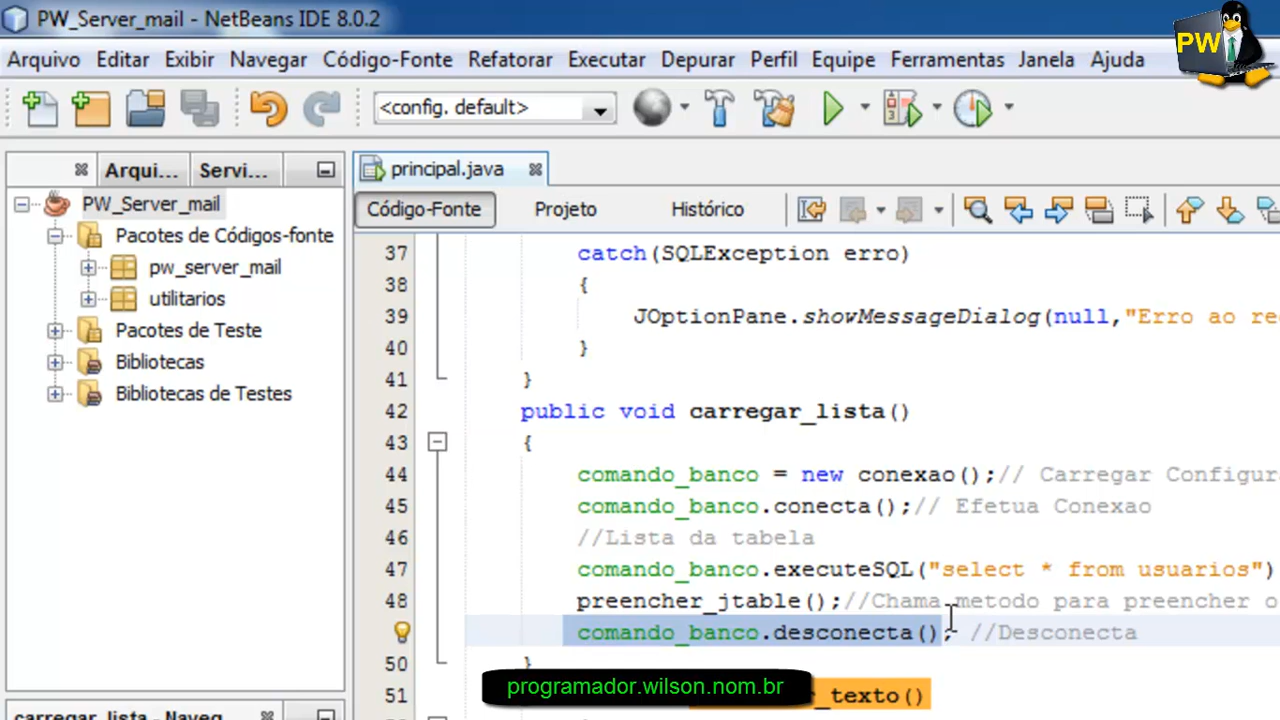 PW_Server_mail - NetBeans IDE 8.0.2
PW
Arquivo Editar Exibir Navegar Código-Fonte Refatorar Executar Depurar Perfil Equipe Ferramentas Janela Ajuda
<config. default>
Arqui... Servi...
principal.java
PW_Server_mail
Pacotes de Códigos-fonte
pw_server_mail
utilitarios
Pacotes de Teste
Bibliotecas
Bibliotecas de Testes
Código-Fonte Projeto Histórico
37 catch(SQLException erro)
38 {
39 JOptionPane.showMessageDialog(null,"Erro ao re
40 }
41 }
42 public void carregar_lista()
43 {
44 comando_banco = new conexao();// Carregar Configura
45 comando_banco.conecta();// Efetua Conexao
46 //Lista da tabela
47 comando_banco.executeSQL("select * from usuarios")
48 preencher_jtable();//Chama metodo para preencher o
comando_banco.desconecta(); //Desconecta
50 }
51 _texto()
programador.wilson.nom.br
carregar_lista - Naveg